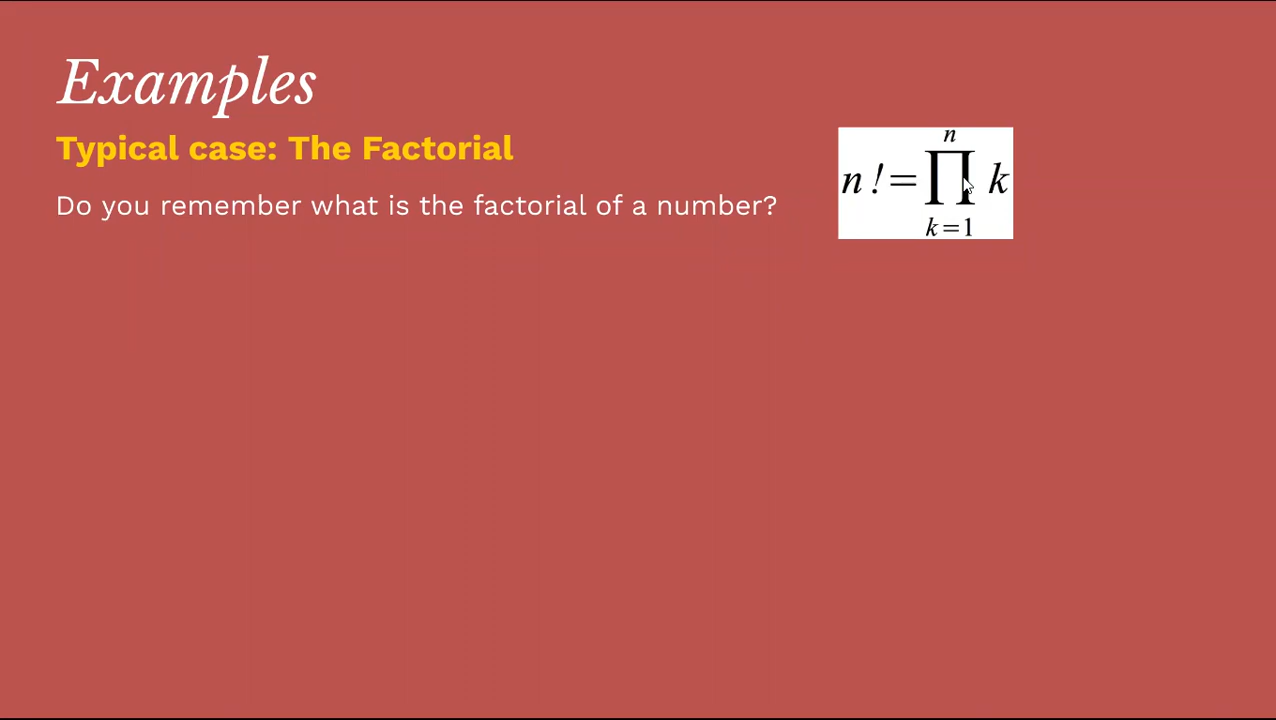 Examples
Typical case: The Factorial
Do you remember what is the factorial of a number?
n
n!=∏ k
k=1